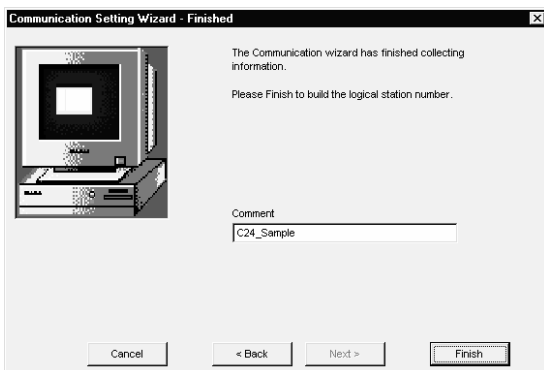 Communication Setting Wizard - Finished
The Communication wizard has finished collecting
information.
Please Finish to build the logical station number.
Comment
C24_Sample
Cancel
< Back
Next >
Finish